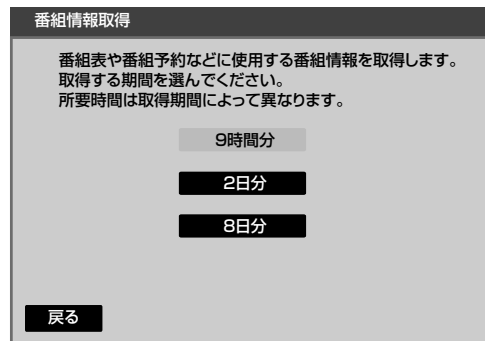 番組情報取得
番組表や番組予約などに使用する番組情報を取得します。
取得する期間を選んでください。
所要時間は取得期間によって異なります。
9時間分
2日分
8日分
戻る